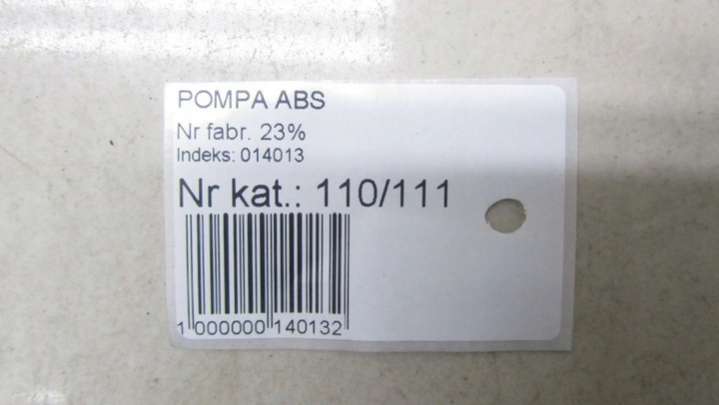 POMPA ABS
Nr fabr. 23%
Indeks: 014013
Nr kat.: 110/111
1 000000 140132